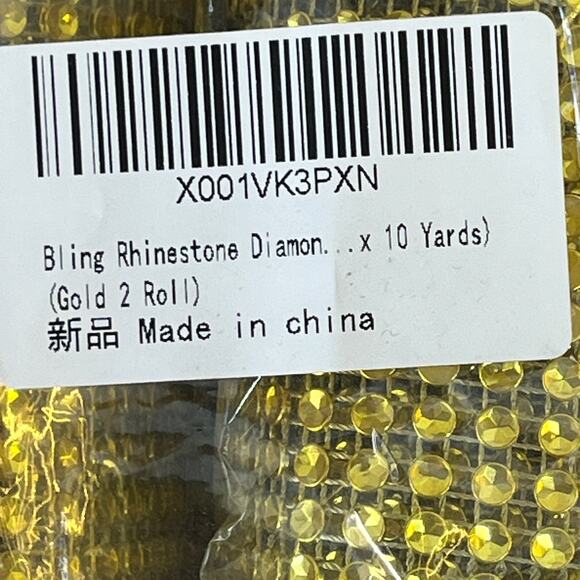 X001VK3PXN
Bling Rhinestone Diamon...x 10 Yards)
(Gold 2 Roll)
新品 Made in china